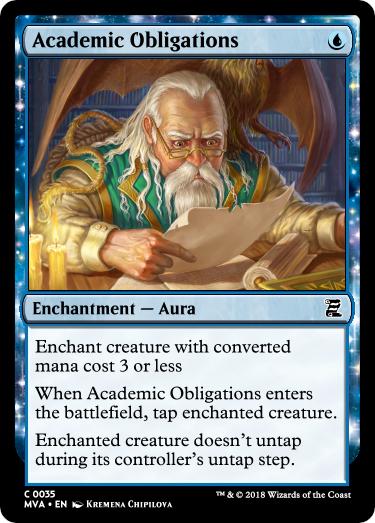 Academic Obligations
Enchantment — Aura
Enchant creature with converted
mana cost 3 or less
When Academic Obligations enters
the battlefield, tap enchanted creature.
Enchanted creature doesn't untap
during its controller's untap step.
C 0035
MVA • EN KREMENA CHIPILOVA
™ & © 2018 Wizards of the Coast